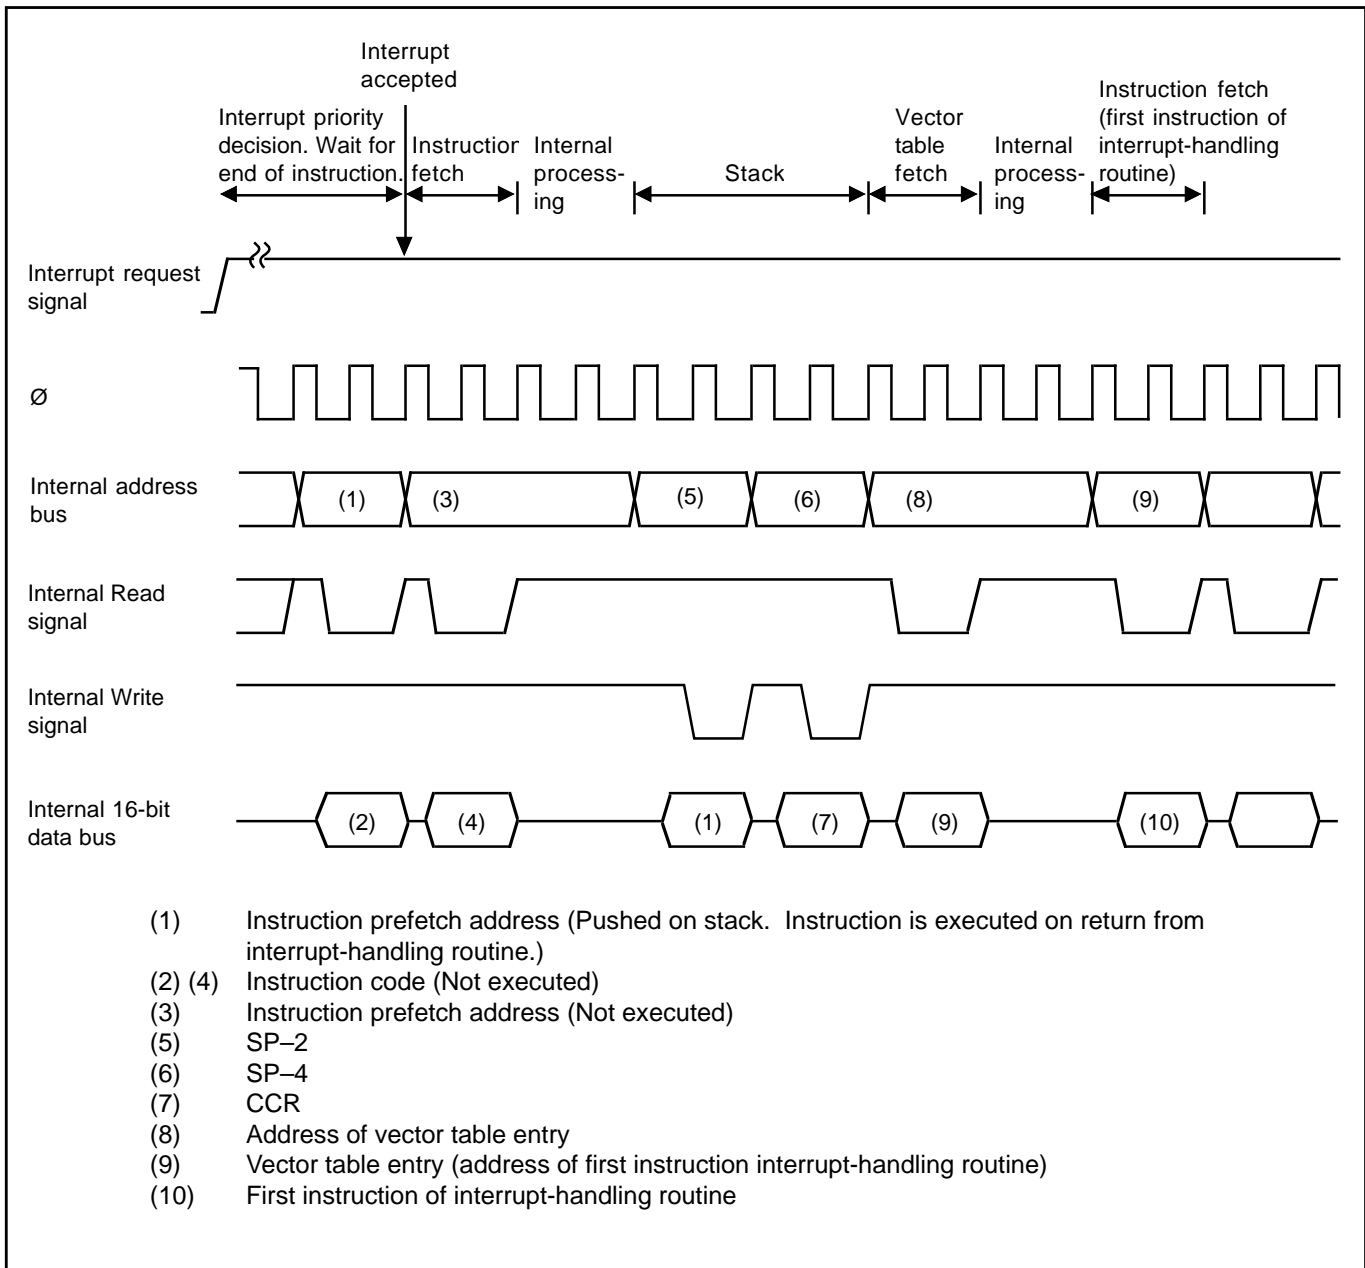 Interrupt
accepted
Interrupt priority
decision. Wait for
end of instruction.
Instruction
fetch
Internal
process-
ing
Stack
Vector
table
fetch
Internal
process-
ing
Instruction fetch
(first instruction of
interrupt-handling
routine)
Interrupt request
signal
Ø
Internal address
bus
(1)
(3)
(5)
(6)
(8)
(9)
Internal Read
signal
Internal Write
signal
Internal 16-bit
data bus
(2)
(4)
(1)
(7)
(9)
(10)
(1) Instruction prefetch address (Pushed on stack. Instruction is executed on return from
interrupt-handling routine.)
(2) (4) Instruction code (Not executed)
(3) Instruction prefetch address (Not executed)
(5) SP–2
(6) SP–4
(7) CCR
(8) Address of vector table entry
(9) Vector table entry (address of first instruction interrupt-handling routine)
(10) First instruction of interrupt-handling routine